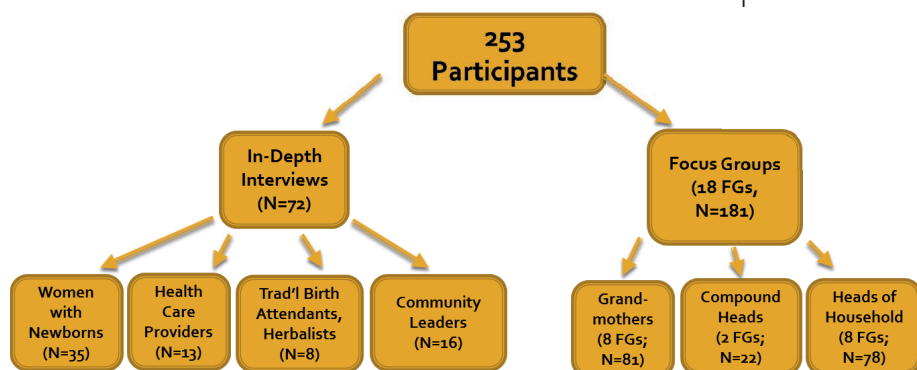 253
Participants
In-Depth
Interviews
(N=72)
Focus Groups
(18 FGs,
N=181)
Women
with
Newborns
(N=35)
Health
Care
Providers
(N=13)
Trad'l Birth
Attendants,
Herbalists
(N=8)
Community
Leaders
(N=16)
Grand-
mothers
(8 FGs;
N=81)
Compound
Heads
(2 FGs;
N=22)
Heads of
Household
(8 FGs;
N=78)